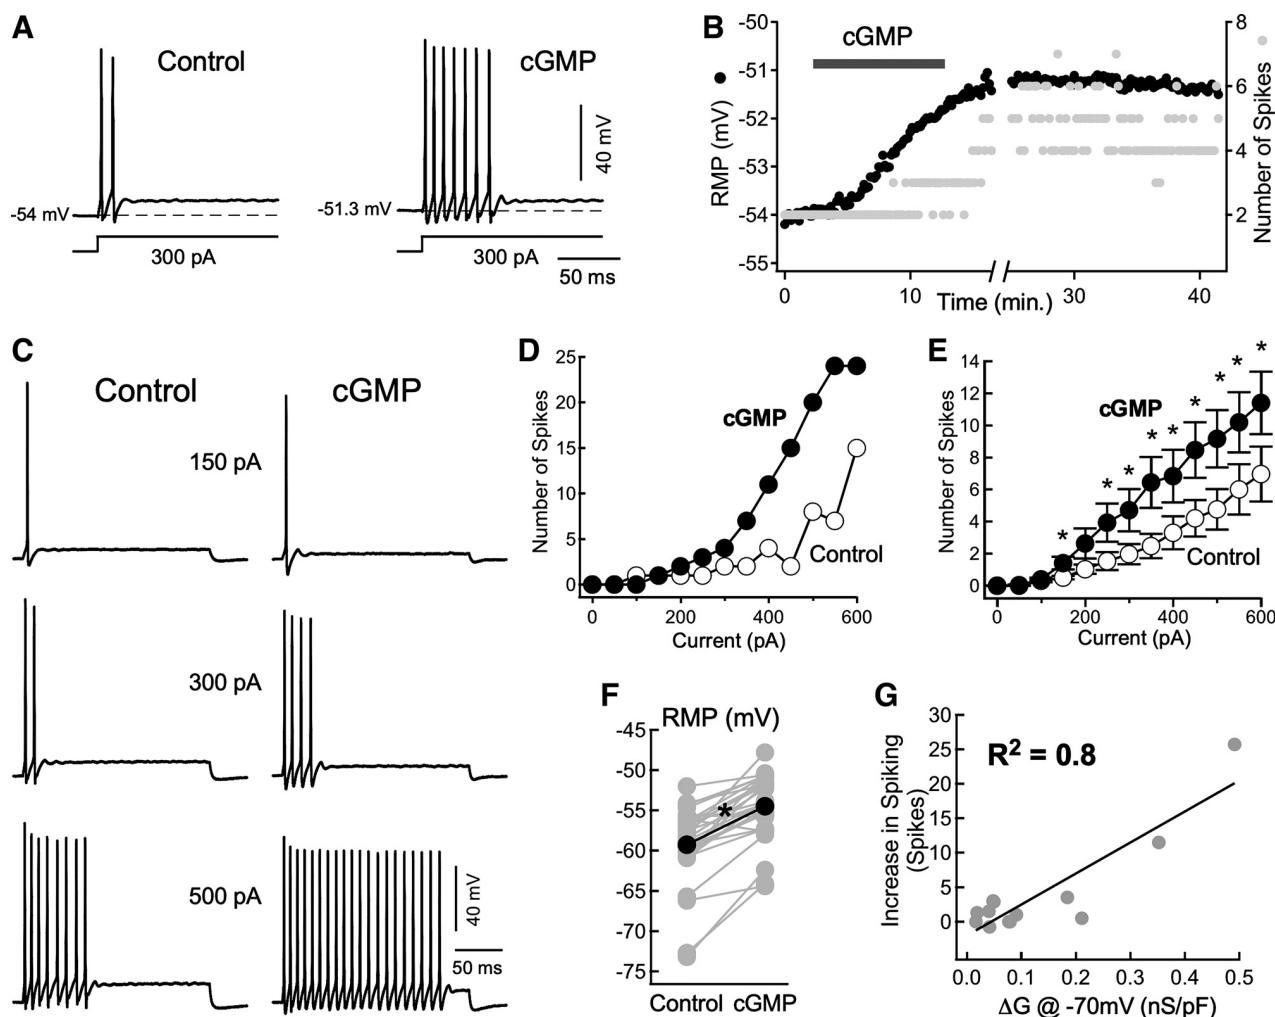 A
Control
cGMP
40 mV
-54 mV
-51.3 mV
300 pA
300 pA
50 ms
B
cGMP
RMP (mV)
-50
-51
-52
-53
-54
-55
8
6
4
2
Number of Spikes
0
10
30
40
Time (min.)
C
Control
cGMP
150 pA
300 pA
500 pA
40 mV
50 ms
D
Number of Spikes
25
20
15
10
5
0
cGMP
Control
0
200
400
600
Current (pA)
E
Number of Spikes
14
12
10
8
6
4
2
0
cGMP
Control
* * * * * * * * *
0
200
400
600
Current (pA)
F
RMP (mV)
-45
-50
-55
-60
-65
-70
-75
*
Control cGMP
G
Increase in Spiking
(Spikes)
30
25
20
15
10
5
0
R² = 0.8
0.0
0.1
0.2
0.3
0.4
0.5
ΔG @ -70mV (nS/pF)